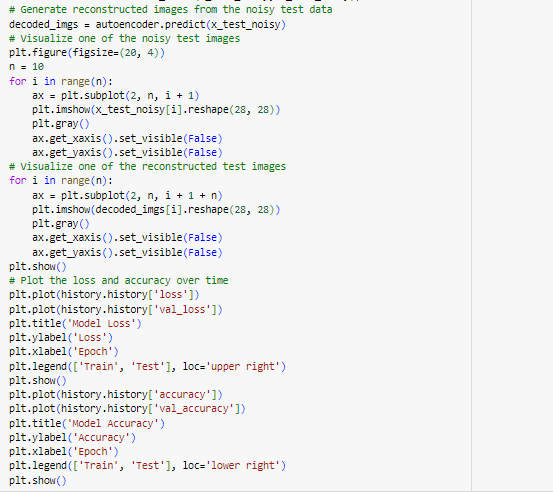 # Generate reconstructed images from the noisy test data
decoded_imgs = autoencoder.predict(x_test_noisy)
# Visualize one of the noisy test images
plt.figure(figsize=(20, 4))
n = 10
for i in range(n):
    ax = plt.subplot(2, n, i + 1)
    plt.imshow(x_test_noisy[i].reshape(28, 28))
    plt.gray()
    ax.get_xaxis().set_visible(False)
    ax.get_yaxis().set_visible(False)
# Visualize one of the reconstructed test images
for i in range(n):
    ax = plt.subplot(2, n, i + 1 + n)
    plt.imshow(decoded_imgs[i].reshape(28, 28))
    plt.gray()
    ax.get_xaxis().set_visible(False)
    ax.get_yaxis().set_visible(False)
plt.show()
# Plot the loss and accuracy over time
plt.plot(history.history['loss'])
plt.plot(history.history['val_loss'])
plt.title('Model Loss')
plt.ylabel('Loss')
plt.xlabel('Epoch')
plt.legend(['Train', 'Test'], loc='upper right')
plt.show()
plt.plot(history.history['accuracy'])
plt.plot(history.history['val_accuracy'])
plt.title('Model Accuracy')
plt.ylabel('Accuracy')
plt.xlabel('Epoch')
plt.legend(['Train', 'Test'], loc='lower right')
plt.show()